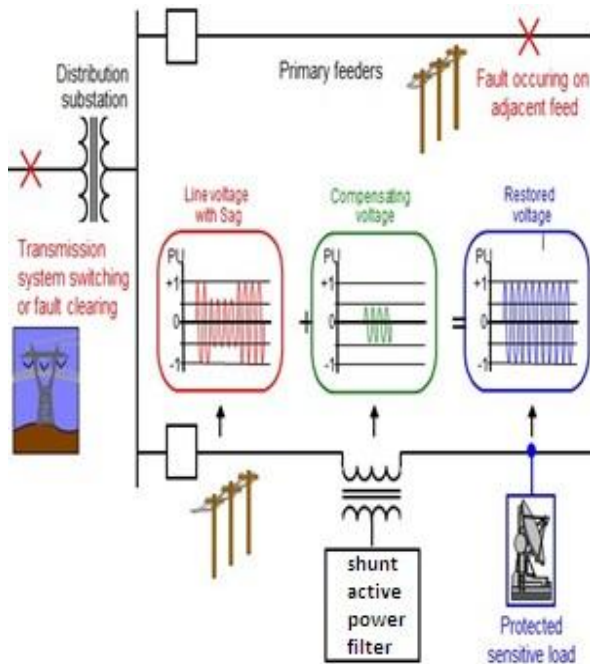 Distribution
substation
Primary feeders
Fault occuring on
adjacent feed
Transmission
system switching
or fault clearing
Line voltage
with Sag
PU
+1
0
-1
+
Compensating
voltage
PU
+1
0
-1
=
Restored
voltage
PU
+1
0
-1
shunt
active
power
filter
Protected
sensitive load